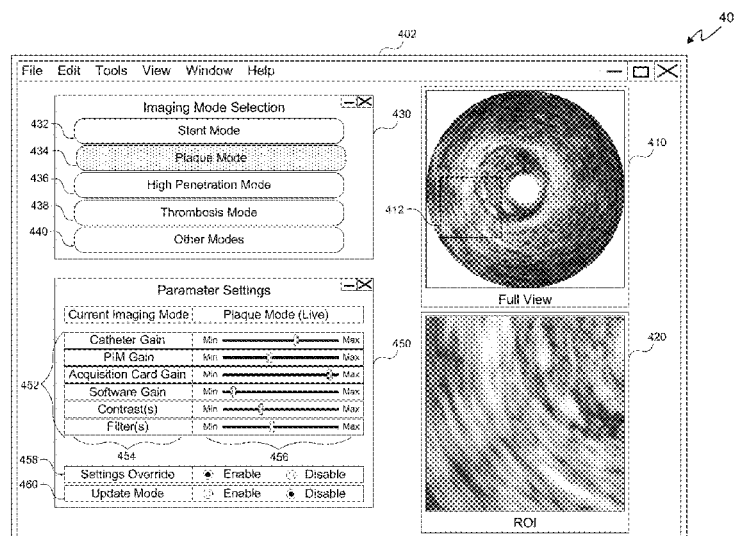 40
402
File Edit Tools View Window Help
Imaging Mode Selection
432
Stent Mode
430
434
Plaque Mode
410
436
High Penetration Mode
438
Thrombosis Mode
412
440
Other Modes
Full View
Paramater Settings
Current Imaging Mode Plaque Mode (Live)
420
Catheter Gain Min Max
450
PIM Gain Min Max
452
Acquisition Card Gain Min Max
Software Gain Min Max
Contrast(s) Min Max
Filter(s) Min Max
454 456
458
Settings Override Enable Disable
460
Update Mode Enable Disable
ROI